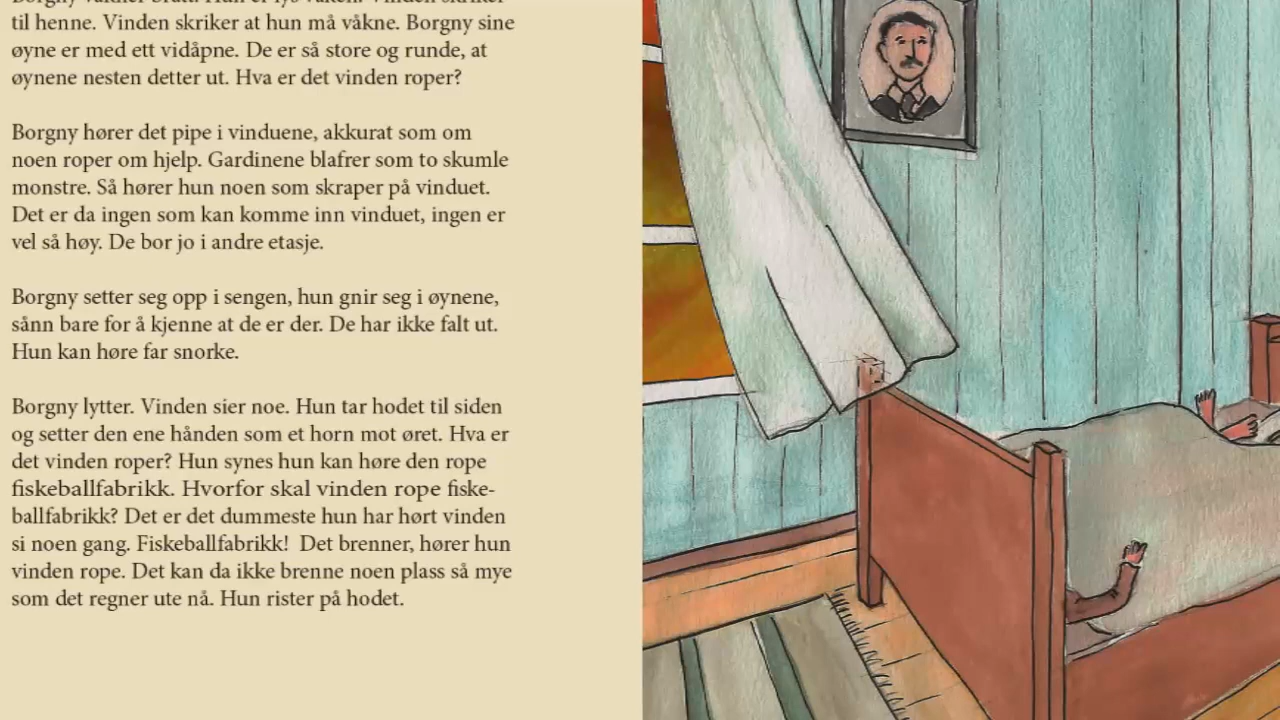 til henne. Vinden skriker at hun må våkne. Borgny sine
øyne er med ett vidåpne. De er så store og runde, at
øynene nesten detter ut. Hva er det vinden roper?
Borgny hører det pipe i vinduene, akkurat som om
noen roper om hjelp. Gardinene blafrer som to skumle
monstre. Så hører hun noen som skraper på vinduet.
Det er da ingen som kan komme inn vinduet, ingen er
vel så høy. De bor jo i andre etasje.
Borgny setter seg opp i sengen, hun gnir seg i øynene,
sånn bare for å kjenne at de er der. De har ikke falt ut.
Hun kan høre far snorke.
Borgny lytter. Vinden sier noe. Hun tar hodet til siden
og setter den ene hånden som et horn mot øret. Hva er
det vinden roper? Hun synes hun kan høre den rope
fiskeballfabrikk. Hvorfor skal vinden rope fiske-
ballfabrikk? Det er det dummeste hun har hørt vinden
si noen gang. Fiskeballfabrikk!  Det brenner, hører hun
vinden rope. Det kan da ikke brenne noen plass så mye
som det regner ute nå. Hun rister på hodet.